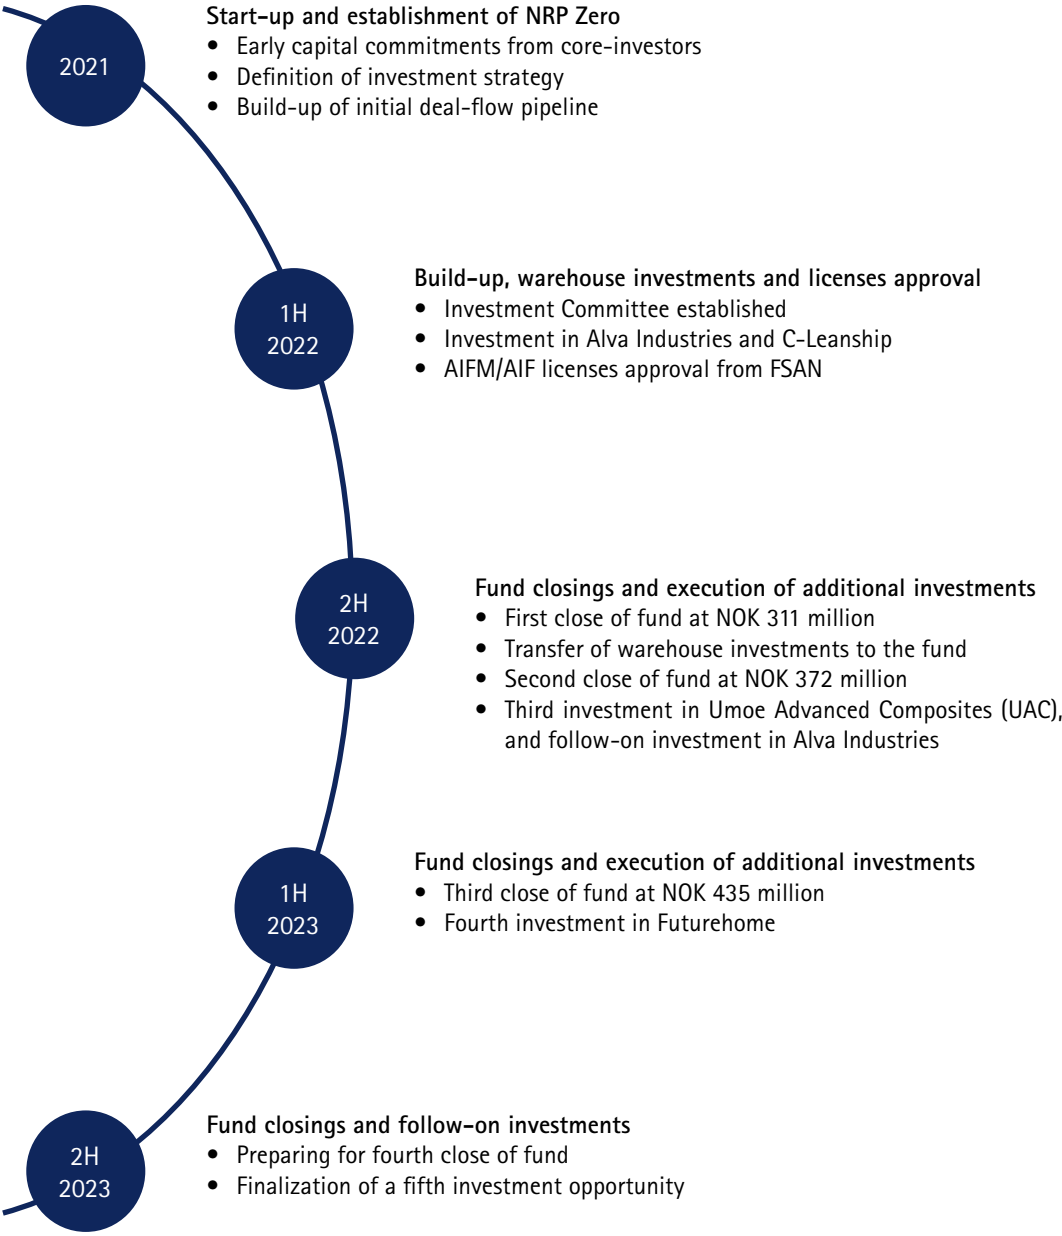 2021
Start-up and establishment of NRP Zero
• Early capital commitments from core-investors
• Definition of investment strategy
• Build-up of initial deal-flow pipeline
1H
2022
Build-up, warehouse investments and licenses approval
• Investment Committee established
• Investment in Alva Industries and C-Leanship
• AIFM/AIF licenses approval from FSAN
2H
2022
Fund closings and execution of additional investments
• First close of fund at NOK 311 million
• Transfer of warehouse investments to the fund
• Second close of fund at NOK 372 million
• Third investment in Umoe Advanced Composites (UAC),
and follow-on investment in Alva Industries
1H
2023
Fund closings and execution of additional investments
• Third close of fund at NOK 435 million
• Fourth investment in Futurehome
2H
2023
Fund closings and follow-on investments
• Preparing for fourth close of fund
• Finalization of a fifth investment opportunity